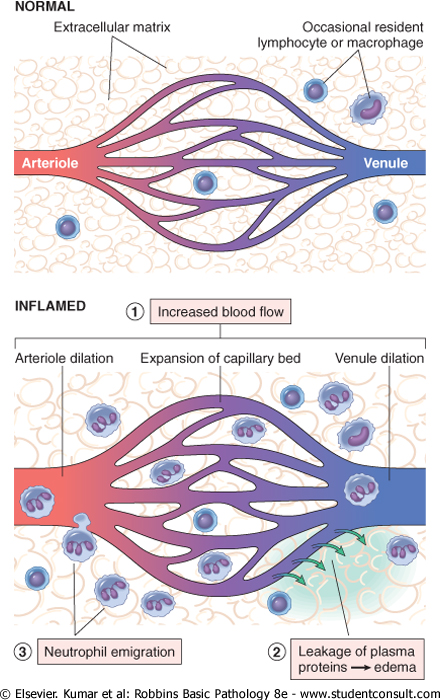 NORMAL
Extracellular matrix
Occasional resident
lymphocyte or macrophage
Arteriole
Venule
INFLAMED
1 Increased blood flow
Arteriole dilation
Expansion of capillary bed
Venule dilation
3 Neutrophil emigration
2 Leakage of plasma
proteins → edema
© Elsevier. Kumar et al: Robbins Basic Pathology 8e - www.studentconsult.com